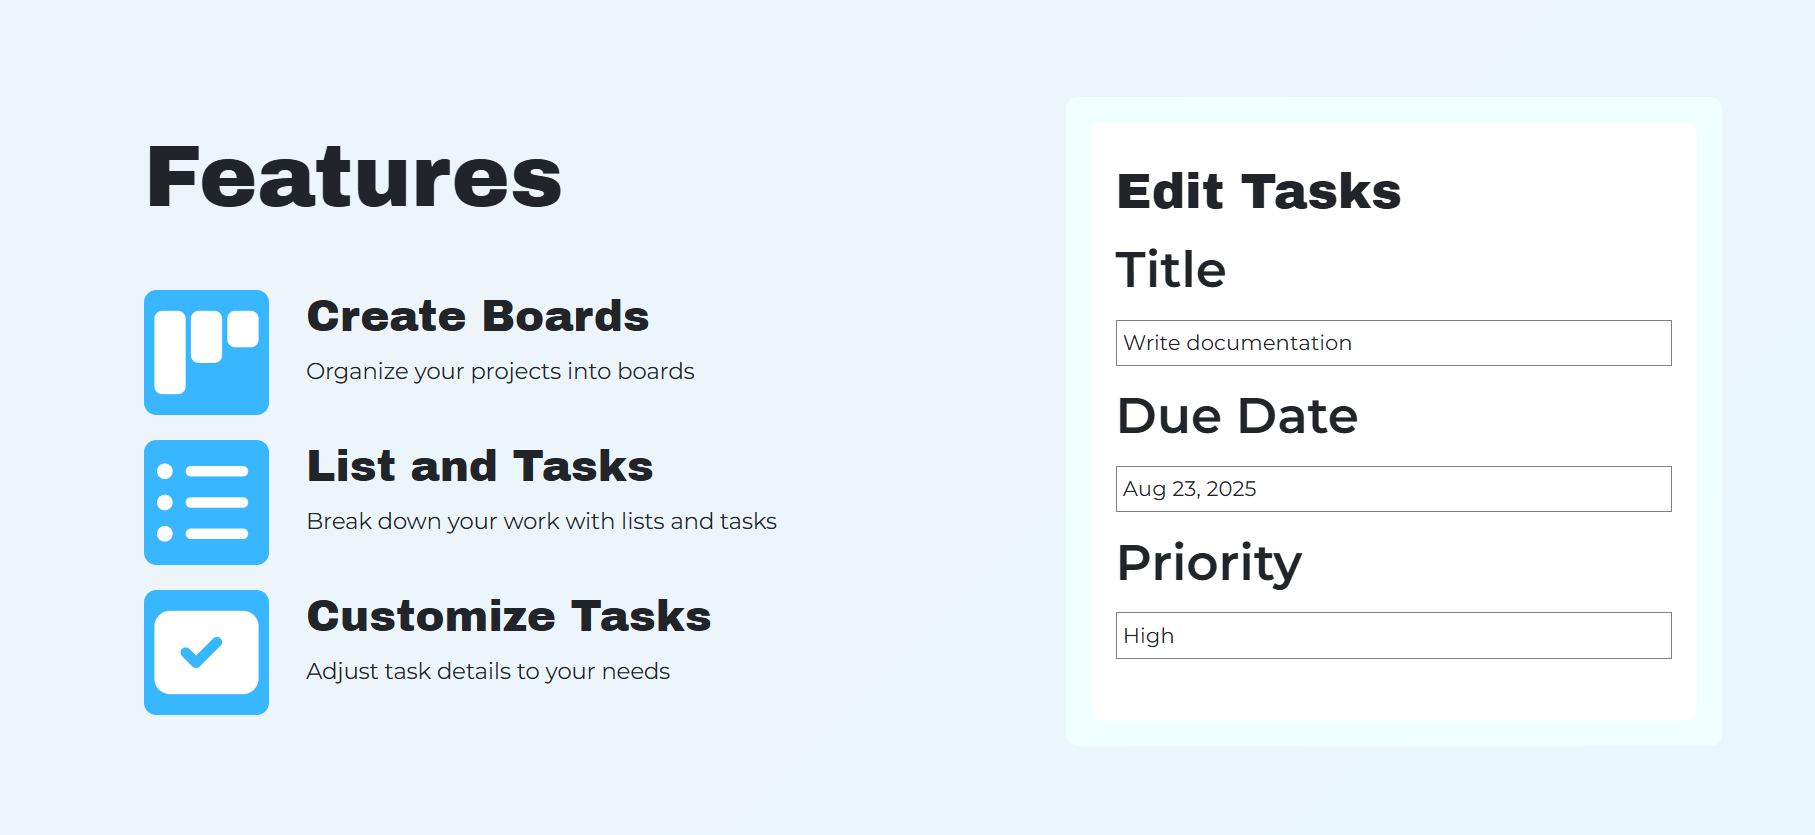 Features
Create Boards
Organize your projects into boards
List and Tasks
Break down your work with lists and tasks
Customize Tasks
Adjust task details to your needs
Edit Tasks
Title
Write documentation
Due Date
Aug 23, 2025
Priority
High